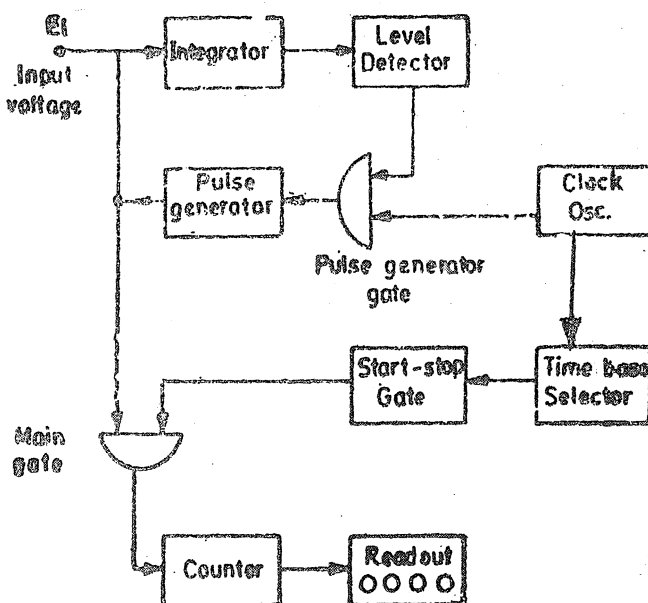 Ei
Input
voltage
Integrator
Level
Detector
Pulse
generator
Clock
Osc.
Pulse generator
gate
Start-stop
Gate
Time base
Selector
Main
gate
Counter
Readout